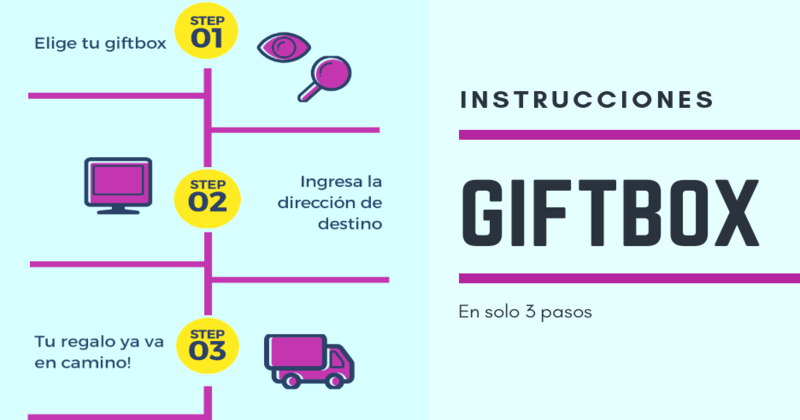 Elige tu giftbox
STEP
01
STEP
02
Ingresa la
dirección de
destino
Tu regalo ya va
en camino!
STEP
03
INSTRUCCIONES
GIFTBOX
En solo 3 pasos